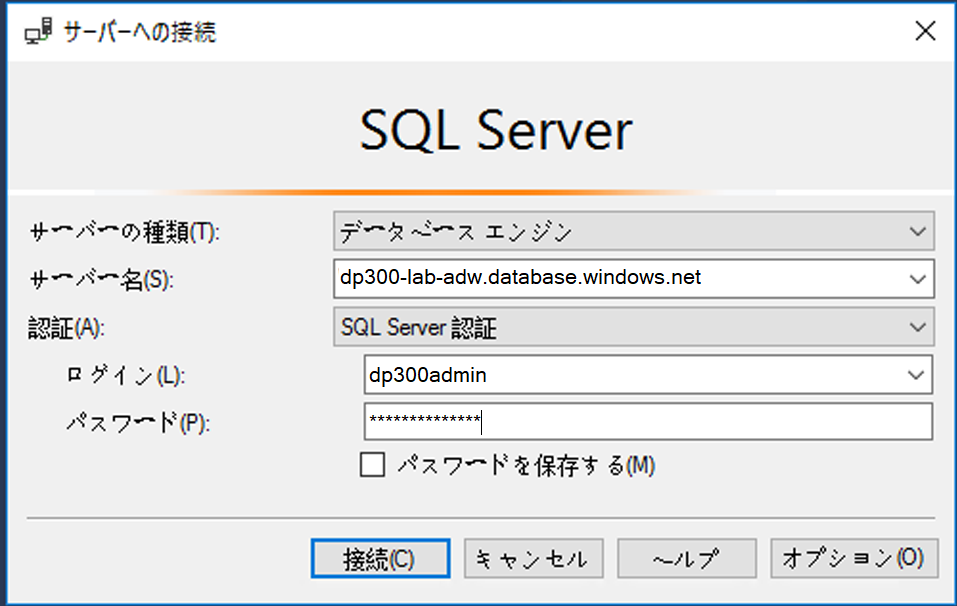 サーバーへの接続
SQL Server
サーバーの種類(T): データベース エンジン
サーバー名(S): dp300-lab-adw.database.windows.net
認証(A): SQL Server 認証
ログイン(L): dp300admin
パスワード(P): **************
パスワードを保存する(M)
接続(C) キャンセル ヘルプ オプション(O)